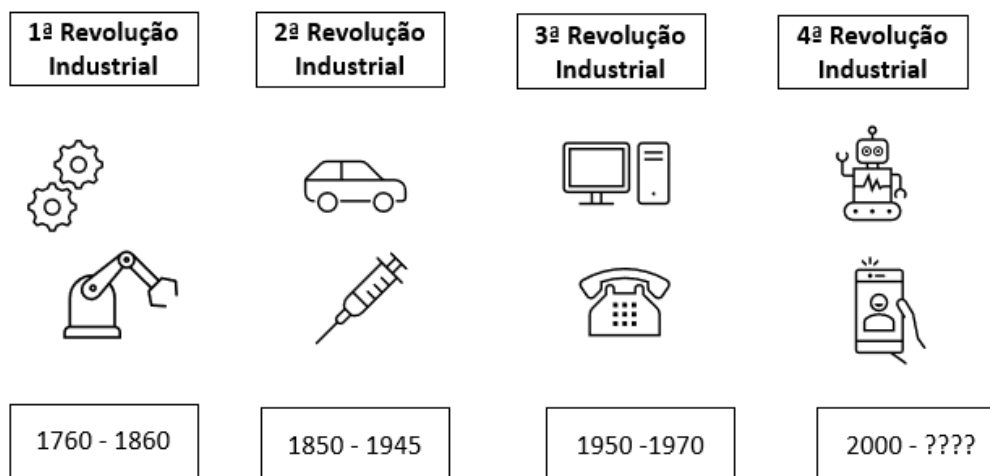 1ª Revolução
Industrial
2ª Revolução
Industrial
3ª Revolução
Industrial
4ª Revolução
Industrial
1760 - 1860
1850 - 1945
1950 -1970
2000 - ????